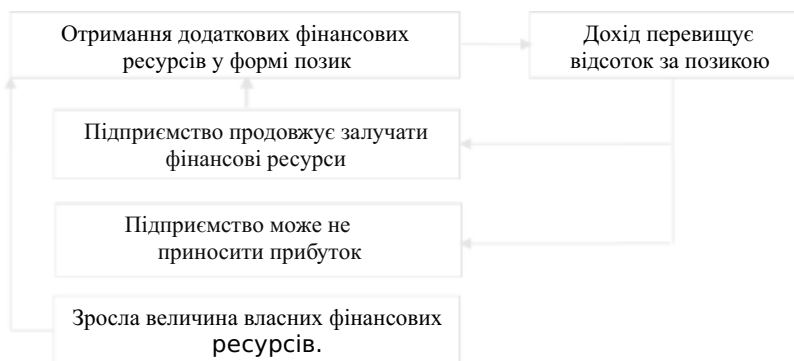 Отримання додаткових фінансових
ресурсів у формі позик
Дохід перевищує
відсоток за позикою
Підприємство продовжує залучати
фінансові ресурси
Підприємство може не
приносити прибуток
Зросла величина власних фінансових
ресурсів.